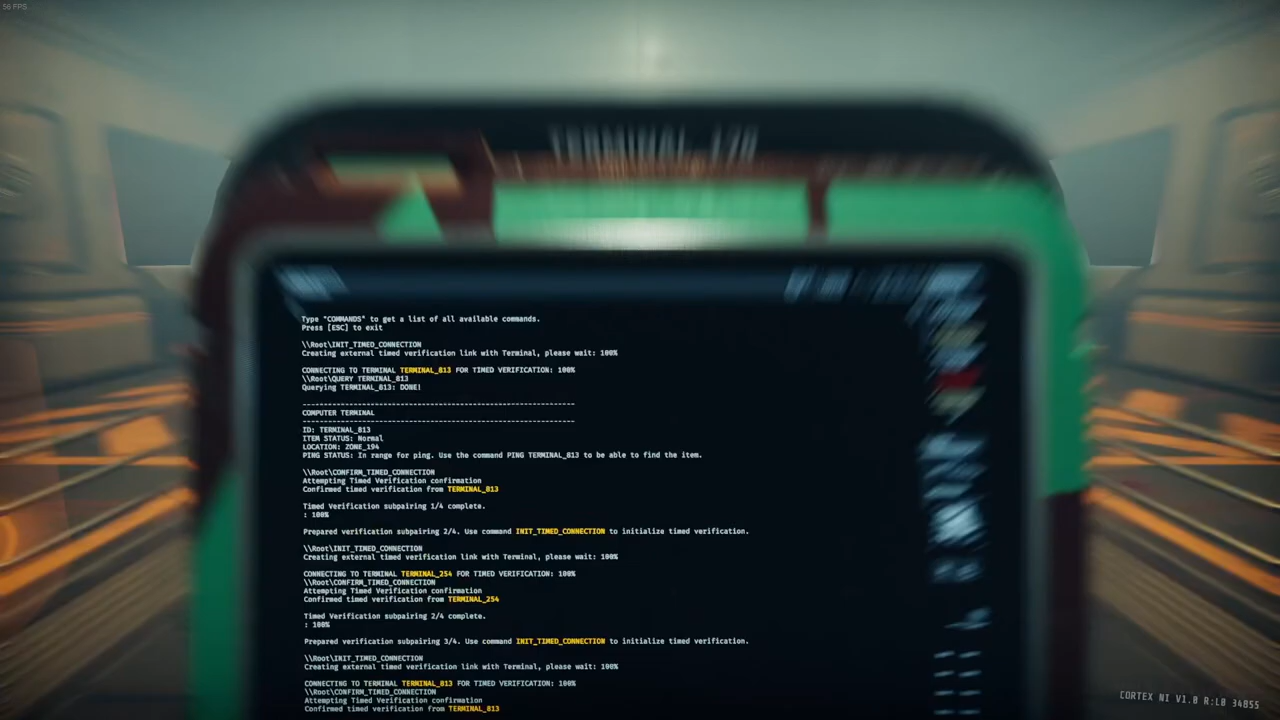 56 FPS
Type "COMMANDS" to get a list of all available commands.
Press [ESC] to exit
\\Root\INIT_TIMED_CONNECTION
Creating external timed verification link with Terminal, please wait: 100%
CONNECTING TO TERMINAL TERMINAL_813 FOR TIMED VERIFICATION: 100%
\\Root\QUERY TERMINAL_813
Querying TERMINAL_813: DONE!
----------------------------------------------------------------
COMPUTER TERMINAL
----------------------------------------------------------------
ID: TERMINAL_813
ITEM STATUS: Normal
LOCATION: ZONE_194
PING STATUS: In range for ping. Use the command PING TERMINAL_813 to be able to find the item.
\\Root\CONFIRM_TIMED_CONNECTION
Attempting Timed Verification confirmation
Confirmed timed verification from TERMINAL_813
Timed Verification subpairing 1/4 complete.
: 100%
Prepared verification subpairing 2/4. Use command INIT_TIMED_CONNECTION to initialize timed verification.
\\Root\INIT_TIMED_CONNECTION
Creating external timed verification link with Terminal, please wait: 100%
CONNECTING TO TERMINAL TERMINAL_254 FOR TIMED VERIFICATION: 100%
\\Root\CONFIRM_TIMED_CONNECTION
Attempting Timed Verification confirmation
Confirmed timed verification from TERMINAL_254
Timed Verification subpairing 2/4 complete.
: 100%
Prepared verification subpairing 3/4. Use command INIT_TIMED_CONNECTION to initialize timed verification.
\\Root\INIT_TIMED_CONNECTION
Creating external timed verification link with Terminal, please wait: 100%
CONNECTING TO TERMINAL TERMINAL_813 FOR TIMED VERIFICATION: 100%
\\Root\CONFIRM_TIMED_CONNECTION
Attempting Timed Verification confirmation
Confirmed timed verification from TERMINAL_813
CORTEX NI V1.0 R:L0 34855